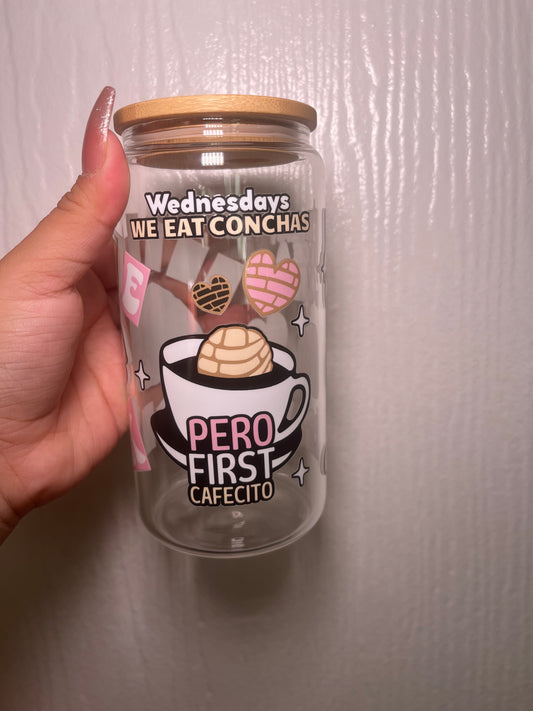 Wednesdays
WE EAT CONCHAS
E
PERO
FIRST
CAFECITO